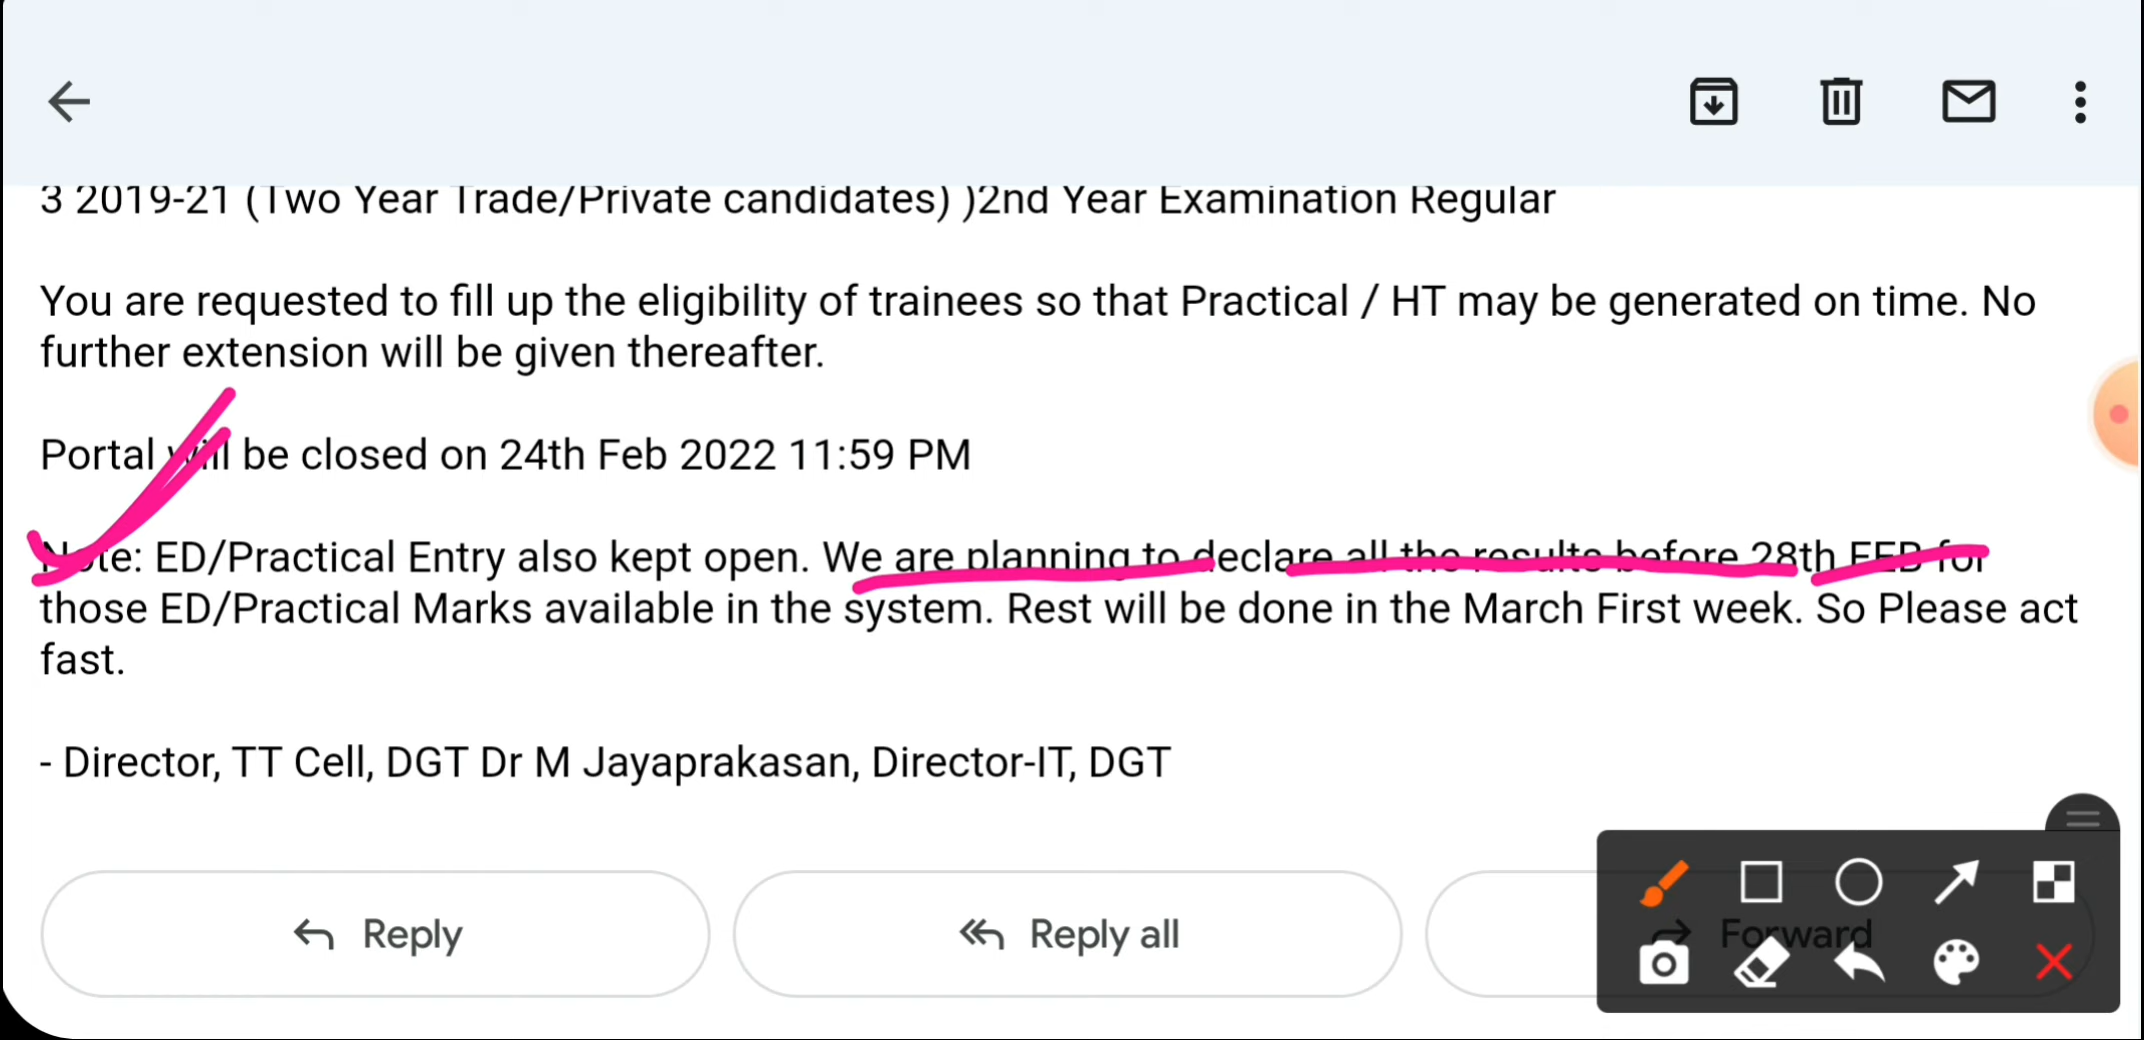 3 2019-21 (Two Year Trade/Private candidates) )2nd Year Examination Regular
You are requested to fill up the eligibility of trainees so that Practical / HT may be generated on time. No
further extension will be given thereafter.
Portal will be closed on 24th Feb 2022 11:59 PM
Note: ED/Practical Entry also kept open. We are planning to declare all the results before 28th FEB for
those ED/Practical Marks available in the system. Rest will be done in the March First week. So Please act
fast.
- Director, TT Cell, DGT Dr M Jayaprakasan, Director-IT, DGT
Reply
Reply all
Forward